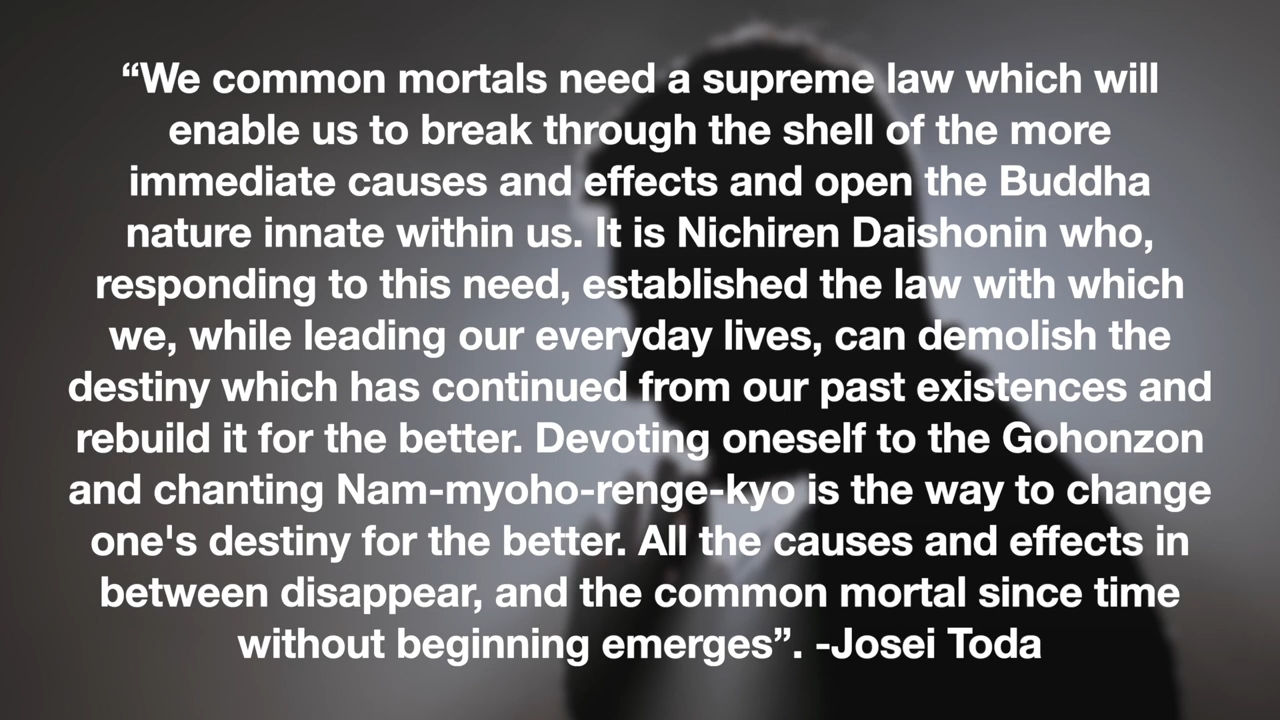 “We common mortals need a supreme law which will
enable us to break through the shell of the more
immediate causes and effects and open the Buddha
nature innate within us. It is Nichiren Daishonin who,
responding to this need, established the law with which
we, while leading our everyday lives, can demolish the
destiny which has continued from our past existences and
rebuild it for the better. Devoting oneself to the Gohonzon
and chanting Nam-myoho-renge-kyo is the way to change
one's destiny for the better. All the causes and effects in
between disappear, and the common mortal since time
without beginning emerges”. -Josei Toda